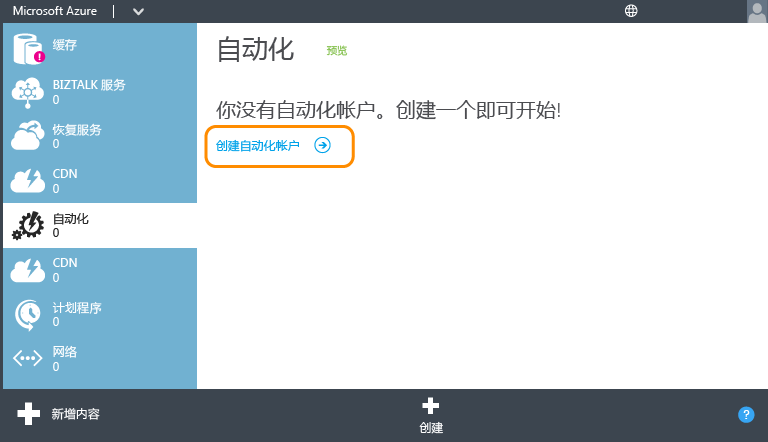 Microsoft Azure
缓存
BIZTALK 服务
0
恢复服务
0
CDN
0
自动化
0
CDN
0
计划程序
0
网络
0
自动化 预览
你没有自动化帐户。创建一个即可开始!
创建自动化帐户
新增内容
创建
?